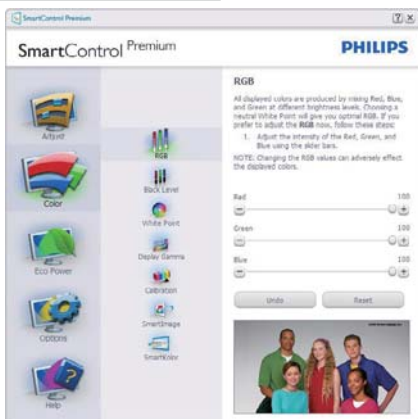 SmartControl Premium
SmartControl Premium
PHILIPS
Adjust
Color
Eco Power
Options
Help
RGB
Black Level
White Point
Display Gamma
Calibration
SmartImage
SmartKolor
RGB
All displayed colors are produced by mixing Red, Blue,
and Green at different brightness levels. Choosing a
neutral White Point will give you optimal RGB. If you
prefer to adjust the RGB now, follow these steps:
1. Adjust the intensity of the Red, Green, and
Blue using the slider bars.
NOTE: Changing the RGB values can adversely effect
the displayed colors.
Red 100
Green 100
Blue 100
Undo Reset